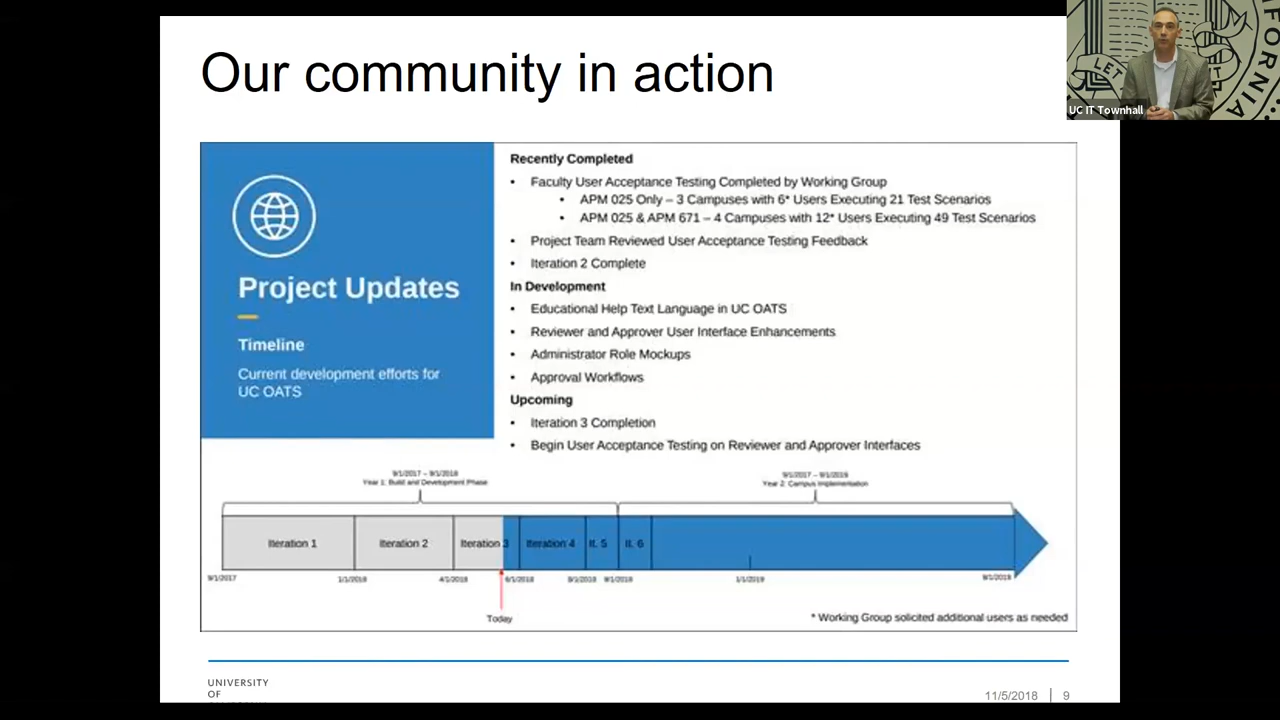 Our community in action
UC IT Townhall
LET
IFORNIA
Project Updates
Timeline
Current development efforts for
UC OATS
Recently Completed
• Faculty User Acceptance Testing Completed by Working Group
• APM 025 Only – 3 Campuses with 6* Users Executing 21 Test Scenarios
• APM 025 & APM 671 – 4 Campuses with 12* Users Executing 49 Test Scenarios
• Project Team Reviewed User Acceptance Testing Feedback
• Iteration 2 Complete
In Development
• Educational Help Text Language in UC OATS
• Reviewer and Approver User Interface Enhancements
• Administrator Role Mockups
• Approval Workflows
Upcoming
• Iteration 3 Completion
• Begin User Acceptance Testing on Reviewer and Approver Interfaces
9/1/2017 – 9/1/2018
Year 1: Build and Development Phase
9/1/2017 – 9/1/2019
Year 2: Campus Implementation
Iteration 1 Iteration 2 Iteration 3 Iteration 4 It. 5 It. 6
9/1/2017 1/1/2018 4/1/2018 6/1/2018 9/1/2018 1/1/2019
Today
* Working Group solicited additional users as needed
UNIVERSITY
OF
11/5/2018 | 9